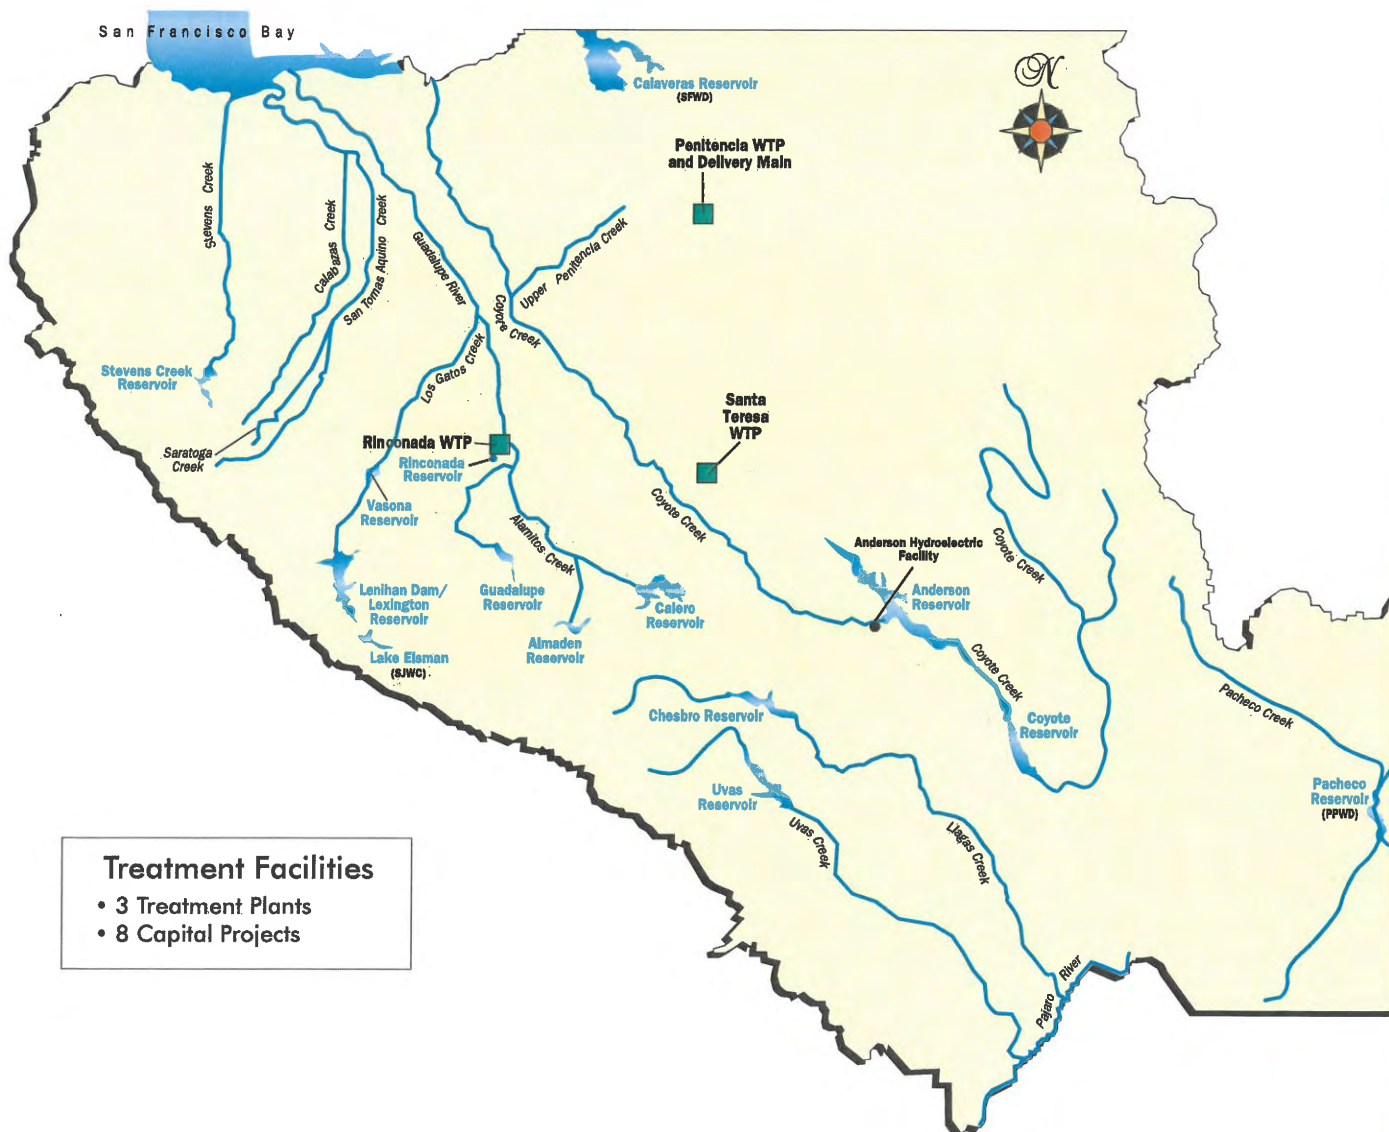 San Francisco Bay
N
Calaveras Reservoir
(SFWD)
Penitencia WTP
and Delivery Main
Stevens Creek
Calabazas Creek
San Tomas Aquino Creek
Guadalupe River
Coyote Creek
Upper Penitencia Creek
Los Gatos Creek
Stevens Creek
Reservoir
Saratoga
Creek
Rinconada WTP
Rinconada
Reservoir
Santa
Teresa
WTP
Vasona
Reservoir
Alamitos Creek
Coyote Creek
Anderson Hydroelectric
Facility
Anderson
Reservoir
Coyote Creek
Lenihan Dam/
Lexington
Reservoir
Guadalupe
Reservoir
Calero
Reservoir
Almaden
Reservoir
Lake Elsman
(SJWC)
Coyote Creek
Pacheco Creek
Chesbro Reservoir
Coyote
Reservoir
Uvas
Reservoir
Pacheco
Reservoir
(PPWD)
Uvas Creek
Llagas Creek
Pajaro River
Treatment Facilities
• 3 Treatment Plants
• 8 Capital Projects